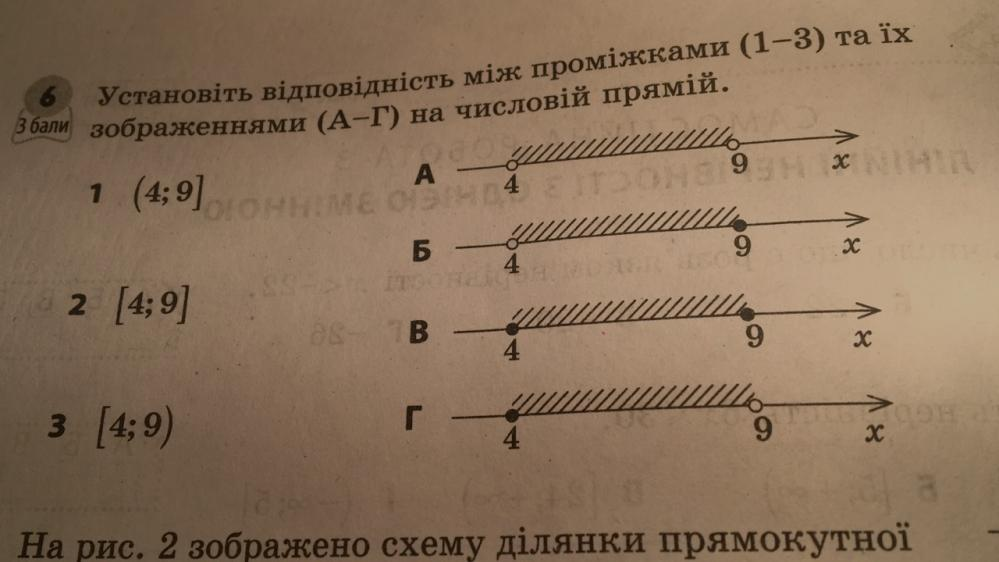 6 Установіть відповідність між проміжками (1–3) та їх
3 бали зображеннями (А–Г) на числовій прямій.
1 (4; 9]
А 4 9 x
Б 4 9 x
2 [4; 9]
В 4 9 x
3 [4; 9)
Г 4 9 x
На рис. 2 зображено схему ділянки прямокутної